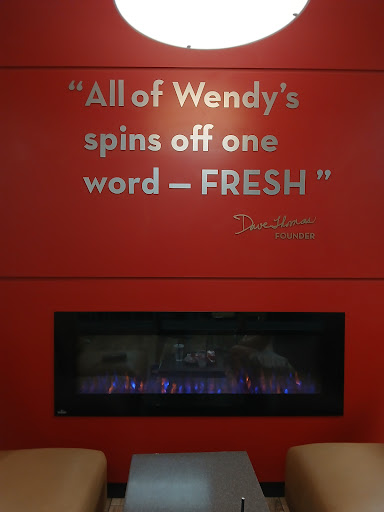 “All of Wendy’s
spins off one
word – FRESH”
Dave Thomas
FOUNDER